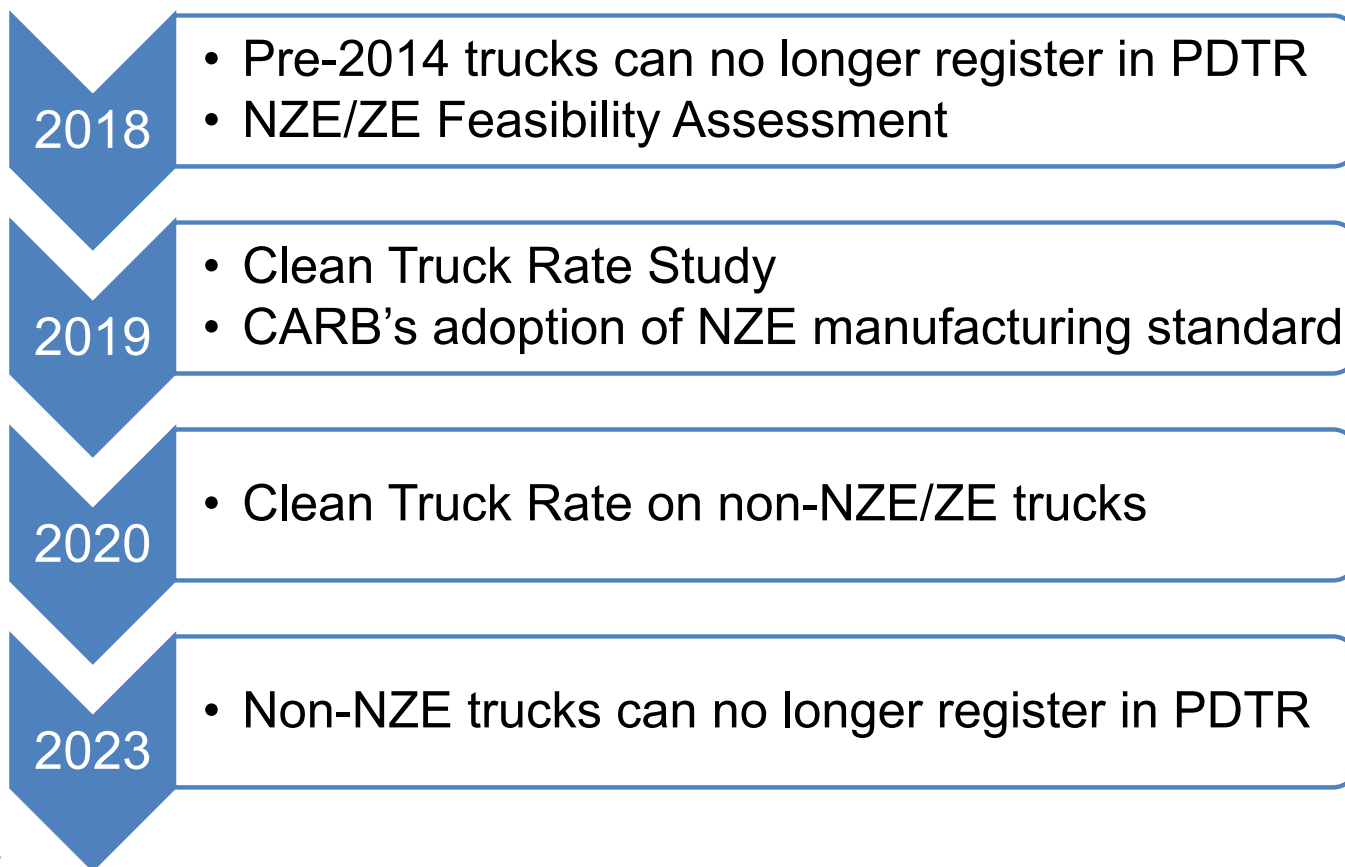 2018
• Pre-2014 trucks can no longer register in PDTR
• NZE/ZE Feasibility Assessment
2019
• Clean Truck Rate Study
• CARB’s adoption of NZE manufacturing standard
2020
• Clean Truck Rate on non-NZE/ZE trucks
2023
• Non-NZE trucks can no longer register in PDTR